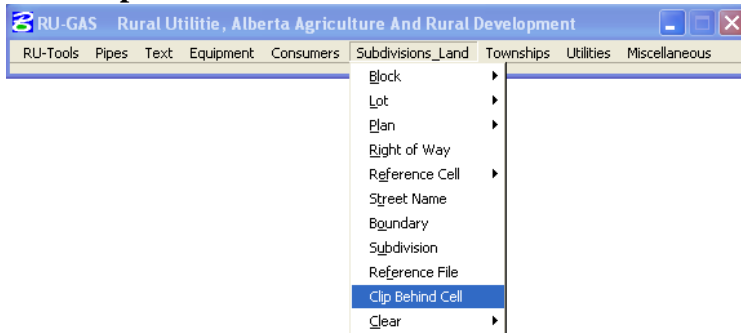 RU-GAS Rural Utilitie, Alberta Agriculture And Rural Development
RU-Tools Pipes Text Equipment Consumers Subdivisions_Land Townships Utilities Miscellaneous
Block
Lot
Plan
Right of Way
Reference Cell
Street Name
Boundary
Subdivision
Reference File
Clip Behind Cell
Clear